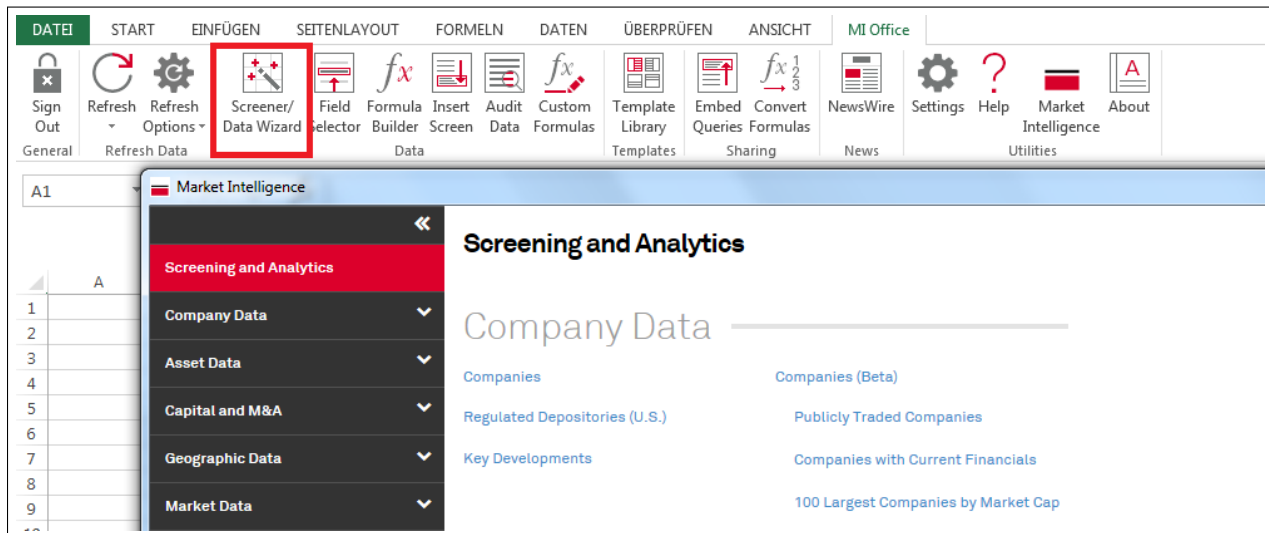 DATEI START EINFÜGEN SEITENLAYOUT FORMELN DATEN ÜBERPRÜFEN ANSICHT MI Office
Sign Out Refresh Refresh Options Screener/ Data Wizard Field Selector Formula Builder Insert Screen Audit Data Custom Formulas Template Library Embed Queries Convert Formulas NewsWire Settings Help Market Intelligence About
General Refresh Data Data Templates Sharing News Utilities
A1
Market Intelligence
Screening and Analytics
Screening and Analytics
A
1
Company Data
Company Data
2
3
Asset Data
4
Companies Companies (Beta)
5
Capital and M&A
Regulated Depositories (U.S.) Publicly Traded Companies
6
7
Geographic Data
Key Developments Companies with Current Financials
8
9
Market Data
100 Largest Companies by Market Cap